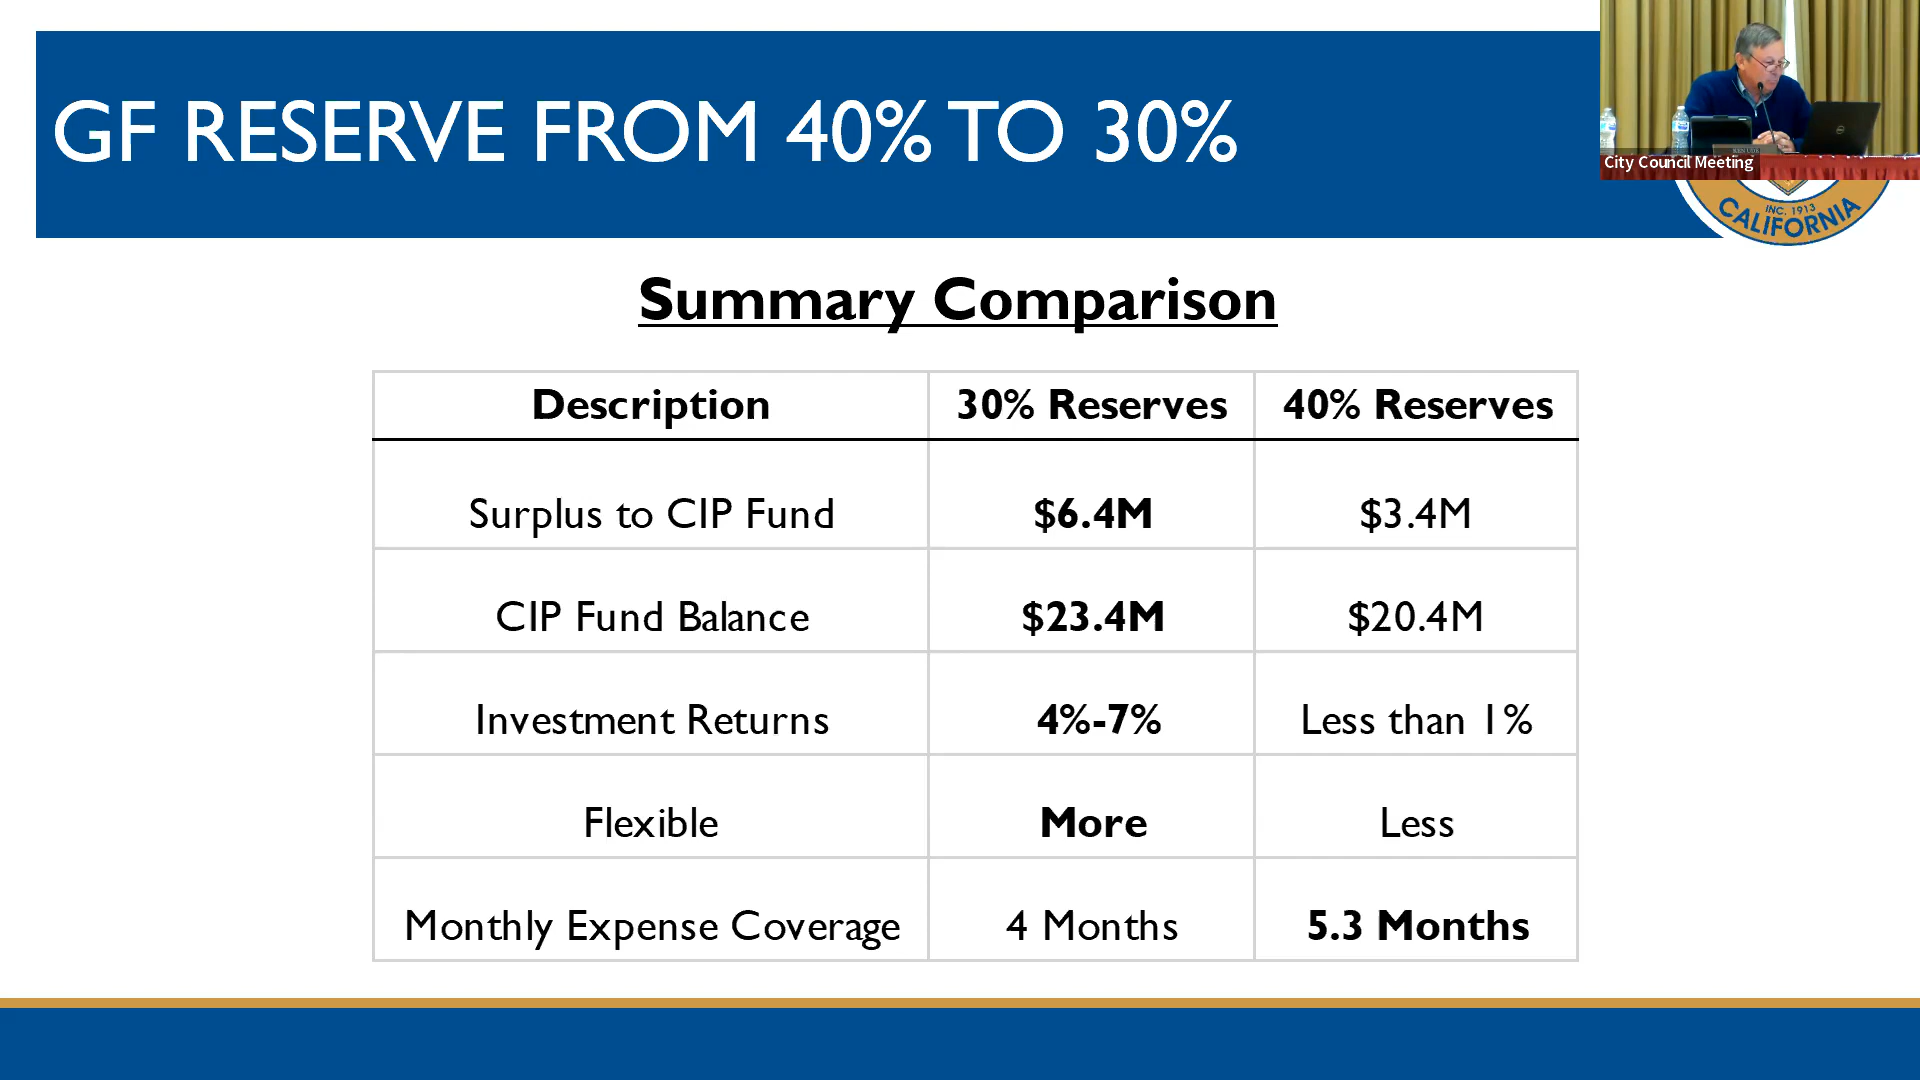 GF RESERVE FROM 40% TO 30%
City Council Meeting
INC. 1913
CALIFORNIA
Summary Comparison
Description 30% Reserves 40% Reserves
Surplus to CIP Fund $6.4M $3.4M
CIP Fund Balance $23.4M $20.4M
Investment Returns 4%-7% Less than 1%
Flexible More Less
Monthly Expense Coverage 4 Months 5.3 Months